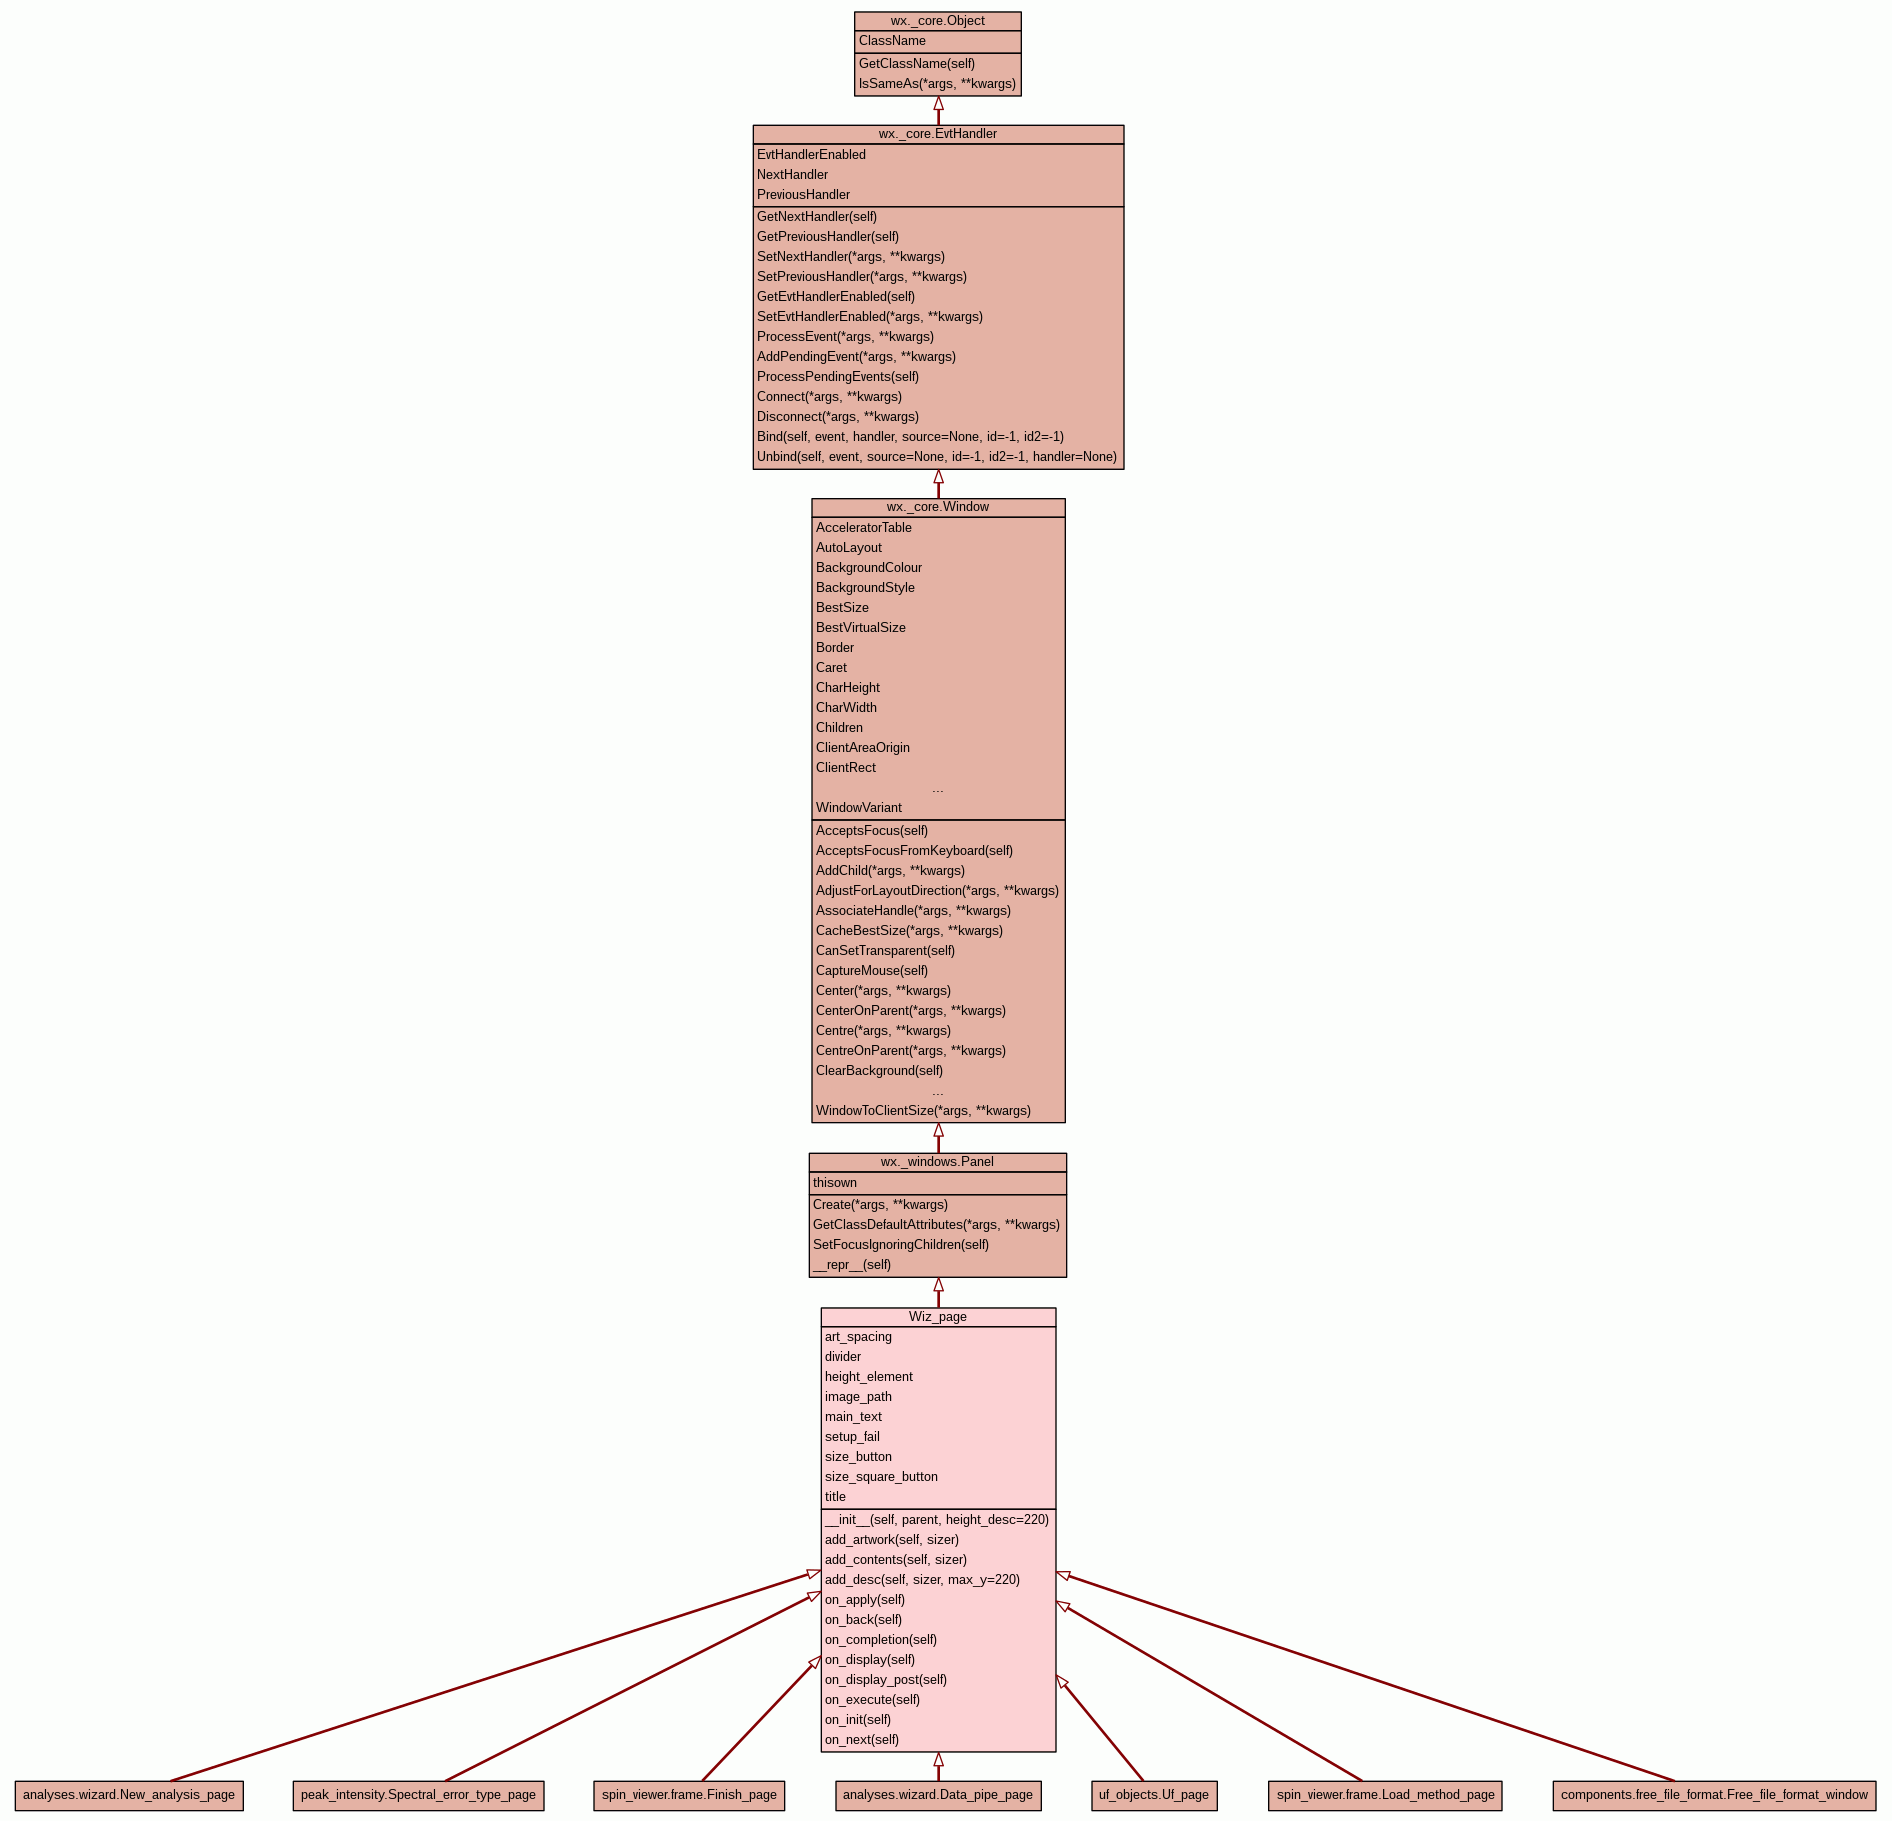 wx._core.Object
ClassName
GetClassName(self)
IsSameAs(*args, **kwargs)
wx._core.EvtHandler
EvtHandlerEnabled
NextHandler
PreviousHandler
GetNextHandler(self)
GetPreviousHandler(self)
SetNextHandler(*args, **kwargs)
SetPreviousHandler(*args, **kwargs)
GetEvtHandlerEnabled(self)
SetEvtHandlerEnabled(*args, **kwargs)
ProcessEvent(*args, **kwargs)
AddPendingEvent(*args, **kwargs)
ProcessPendingEvents(self)
Connect(*args, **kwargs)
Disconnect(*args, **kwargs)
Bind(self, event, handler, source=None, id=-1, id2=-1)
Unbind(self, event, source=None, id=-1, id2=-1, handler=None)
wx._core.Window
AcceleratorTable
AutoLayout
BackgroundColour
BackgroundStyle
BestSize
BestVirtualSize
Border
Caret
CharHeight
CharWidth
Children
ClientAreaOrigin
ClientRect
...
WindowVariant
AcceptsFocus(self)
AcceptsFocusFromKeyboard(self)
AddChild(*args, **kwargs)
AdjustForLayoutDirection(*args, **kwargs)
AssociateHandle(*args, **kwargs)
CacheBestSize(*args, **kwargs)
CanSetTransparent(self)
CaptureMouse(self)
Center(*args, **kwargs)
CenterOnParent(*args, **kwargs)
Centre(*args, **kwargs)
CentreOnParent(*args, **kwargs)
ClearBackground(self)
...
WindowToClientSize(*args, **kwargs)
wx._windows.Panel
thisown
Create(*args, **kwargs)
GetClassDefaultAttributes(*args, **kwargs)
SetFocusIgnoringChildren(self)
__repr__(self)
Wiz_page
art_spacing
divider
height_element
image_path
main_text
setup_fail
size_button
size_square_button
title
__init__(self, parent, height_desc=220)
add_artwork(self, sizer)
add_contents(self, sizer)
add_desc(self, sizer, max_y=220)
on_apply(self)
on_back(self)
on_completion(self)
on_display(self)
on_display_post(self)
on_execute(self)
on_init(self)
on_next(self)
analyses.wizard.New_analysis_page
peak_intensity.Spectral_error_type_page
spin_viewer.frame.Finish_page
analyses.wizard.Data_pipe_page
uf_objects.Uf_page
spin_viewer.frame.Load_method_page
components.free_file_format.Free_file_format_window